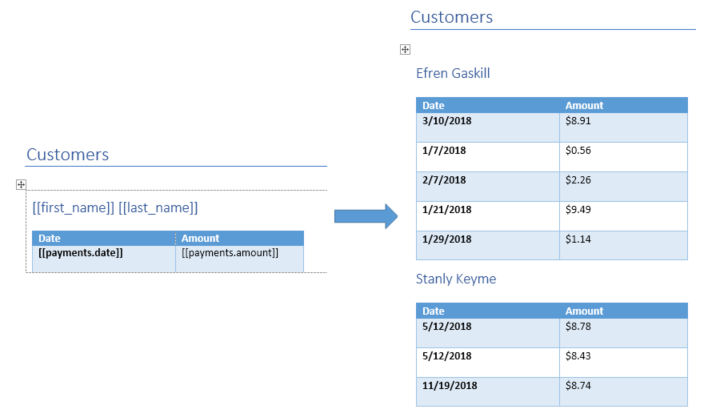 Customers
[[first_name]] [[last_name]]
Date Amount
[[payments.date]] [[payments.amount]]
Customers
Efren Gaskill
Date Amount
3/10/2018 $8.91
1/7/2018 $0.56
2/7/2018 $2.26
1/21/2018 $9.49
1/29/2018 $1.14
Stanly Keyme
Date Amount
5/12/2018 $8.78
5/12/2018 $8.43
11/19/2018 $8.74